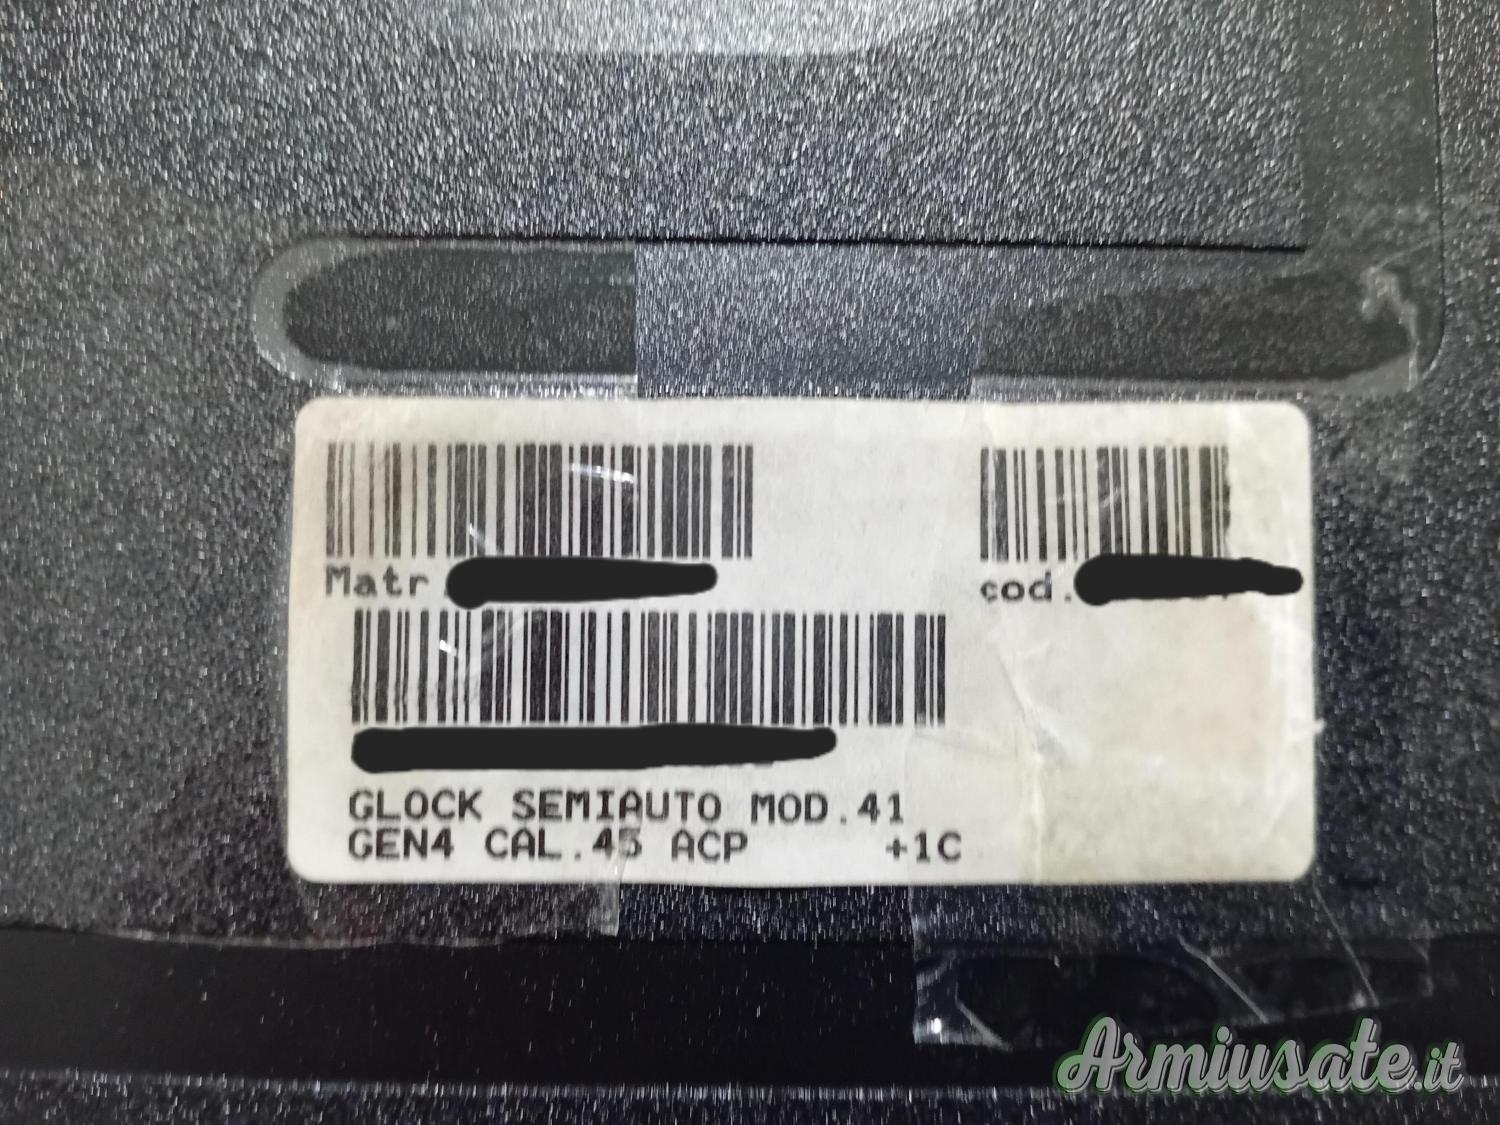 Matr
cod.
GLOCK SEMIAUTO MOD.41
GEN4 CAL.45 ACP +1C
Armiusate.it